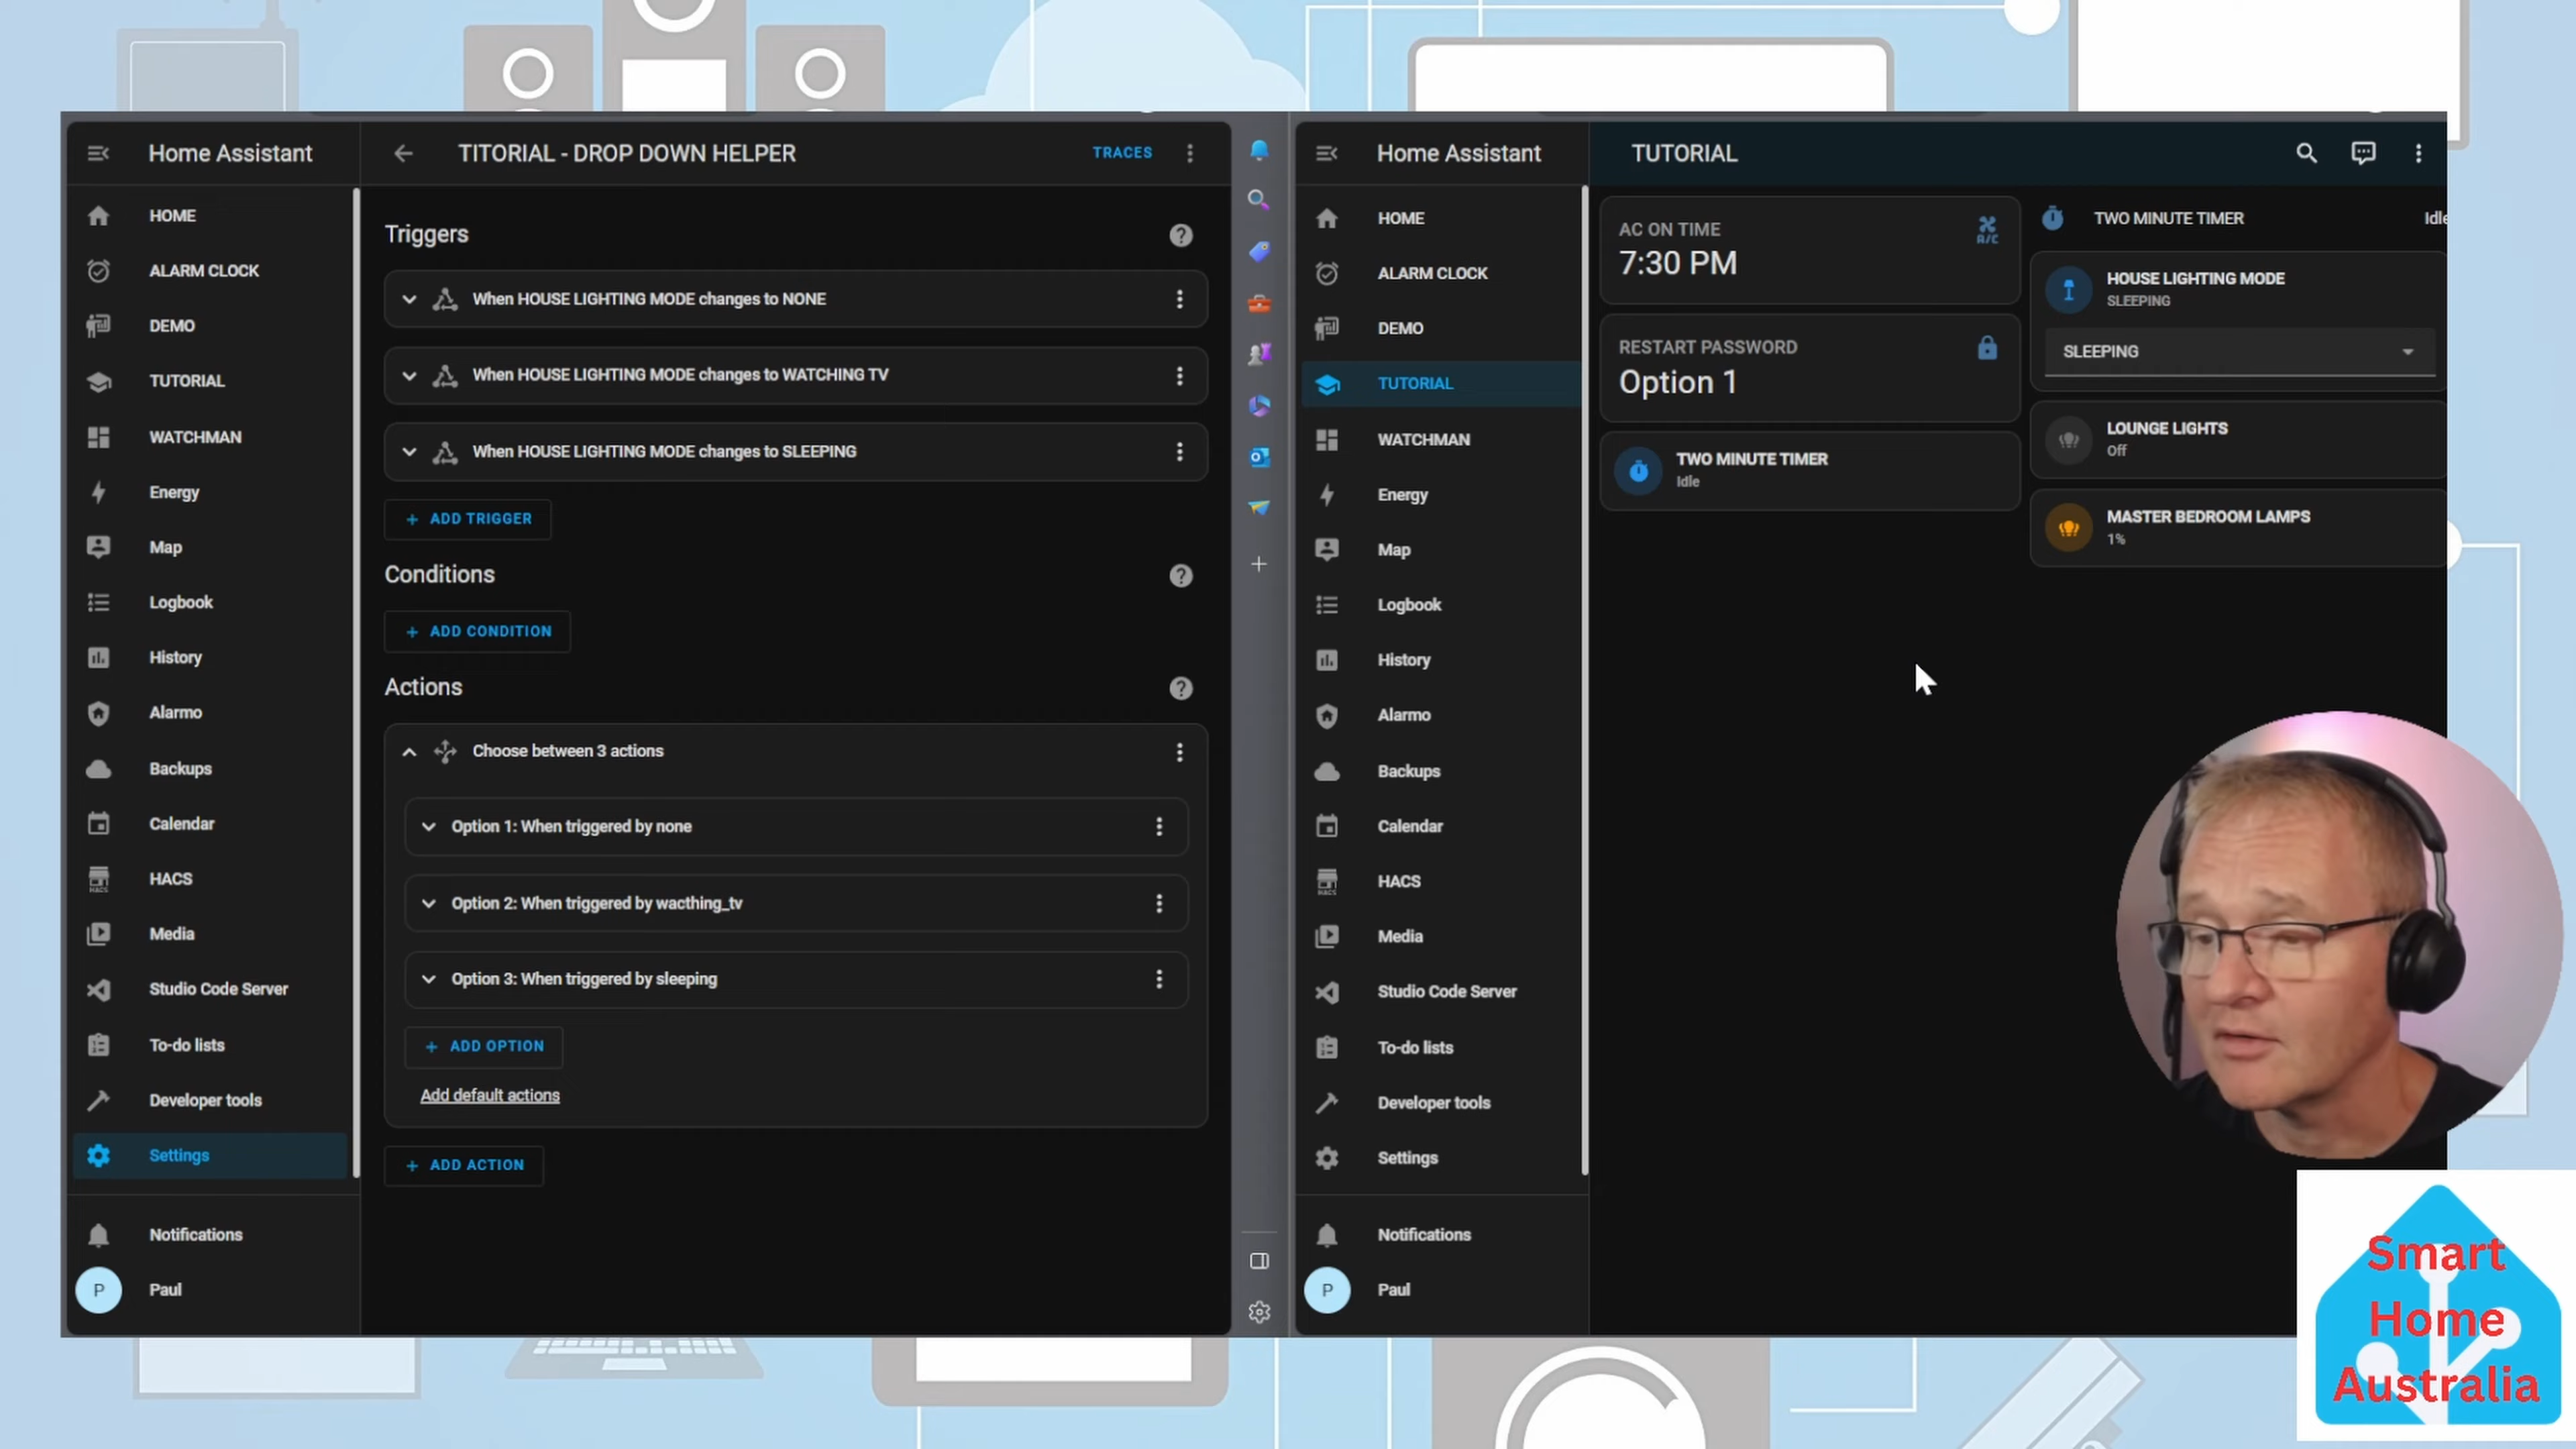 Home Assistant
HOME
ALARM CLOCK
DEMO
TUTORIAL
WATCHMAN
Energy
Map
Logbook
History
Alarmo
Backups
Calendar
HACS
Media
Studio Code Server
To-do lists
Developer tools
Settings
Notifications
P
Paul
TITORIAL - DROP DOWN HELPER
TRACES
Triggers
When HOUSE LIGHTING MODE changes to NONE
When HOUSE LIGHTING MODE changes to WATCHING TV
When HOUSE LIGHTING MODE changes to SLEEPING
+ ADD TRIGGER
Conditions
+ ADD CONDITION
Actions
Choose between 3 actions
Option 1: When triggered by none
Option 2: When triggered by wacthing_tv
Option 3: When triggered by sleeping
+ ADD OPTION
Add default actions
+ ADD ACTION
Home Assistant
HOME
ALARM CLOCK
DEMO
TUTORIAL
WATCHMAN
Energy
Map
Logbook
History
Alarmo
Backups
Calendar
HACS
Media
Studio Code Server
To-do lists
Developer tools
Settings
Notifications
P
Paul
TUTORIAL
AC ON TIME
7:30 PM
A/C
RESTART PASSWORD
Option 1
TWO MINUTE TIMER
Idle
TWO MINUTE TIMER
Idle
HOUSE LIGHTING MODE
SLEEPING
SLEEPING
LOUNGE LIGHTS
Off
MASTER BEDROOM LAMPS
1%
Smart
Home
Australia